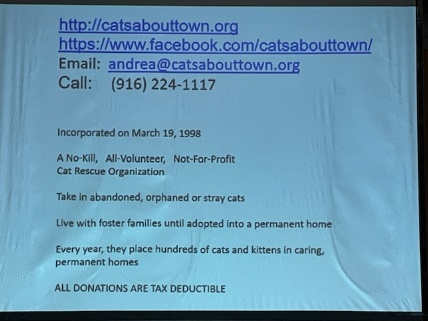 http://catsabouttown.org
https://www.facebook.com/catsabouttown/
Email: andrea@catsabouttown.org
Call: (916) 224-1117
Incorporated on March 19, 1998
A No-Kill, All-Volunteer, Not-For-Profit
Cat Rescue Organization
Take in abandoned, orphaned or stray cats
Live with foster families until adopted into a permanent home
Every year, they place hundreds of cats and kittens in caring,
permanent homes
ALL DONATIONS ARE TAX DEDUCTIBLE